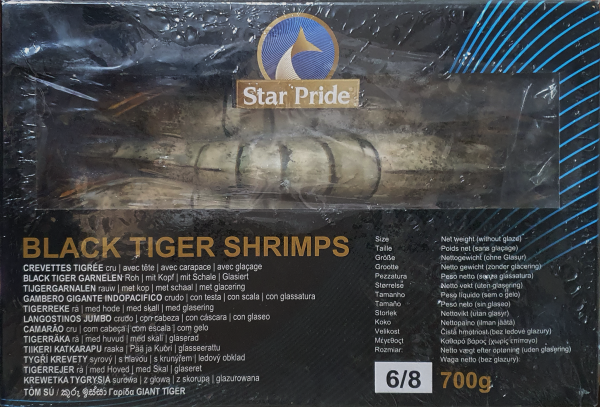 Star Pride
BLACK TIGER SHRIMPS
CREVETTES TIGRÉE cru | avec tête | avec carapace | avec glaçage
BLACK TIGER GARNELEN Roh | mit Kopf | mit Schale | Glasiert
TIJGERGARNALEN rauw | met kop | met schaal | met glacering
GAMBERO GIGANTE INDOPACIFICO crudo | con testa | con scala | con glassatura
TIGERREKE rå | med hode | med skall | med glasering
LANGOSTINOS JUMBO crudo | con cabeza | con cáscara | con glaseo
CAMARÃO cru | com cabeça | com escala | com gelo
TIGERRÄKA rå | med huvud | med skal | glaserad
TIIKERI KATKARAPU raaka | Pää ja Kuori | glasseerattu
TYGŘÍ KREVETY syrový | s hlavou | s krunýřem | ledový obklad
TIGERREJER rå | med Hoved | med Skal | glaseret
KREWETKA TYGRYSIA surowa | z głową | z skorupą | glazurowana
TÔM SÚ / කුරු ඉස්සා Γαρίδα GIANT TIGER
Size
Taille
Größe
Grootte
Pezzatura
Størrelse
Tamanho
Tamaño
Storlek
Koko
Velikost
Μέγεθος
Rozmiar
Net weight (without glaze)
Poids net (sans glaçage)
Nettogewicht (ohne Glasur)
Netto gewicht (zonder glacering)
Peso netto (senza glassatura)
Netto vekt (uten glasering)
Peso líquido (sem o gelo)
Peso neto (sin glaseo)
Nettovikt (utan glasyr)
Nettopaino (ilman jäätä)
Čistá hmotnost (bez ledové glazury)
Καθαρό βάρος (χωρίς επίπαγο)
Netto vægt efter optøning (uden glasering)
Waga netto (bez glazury)
6/8 700g